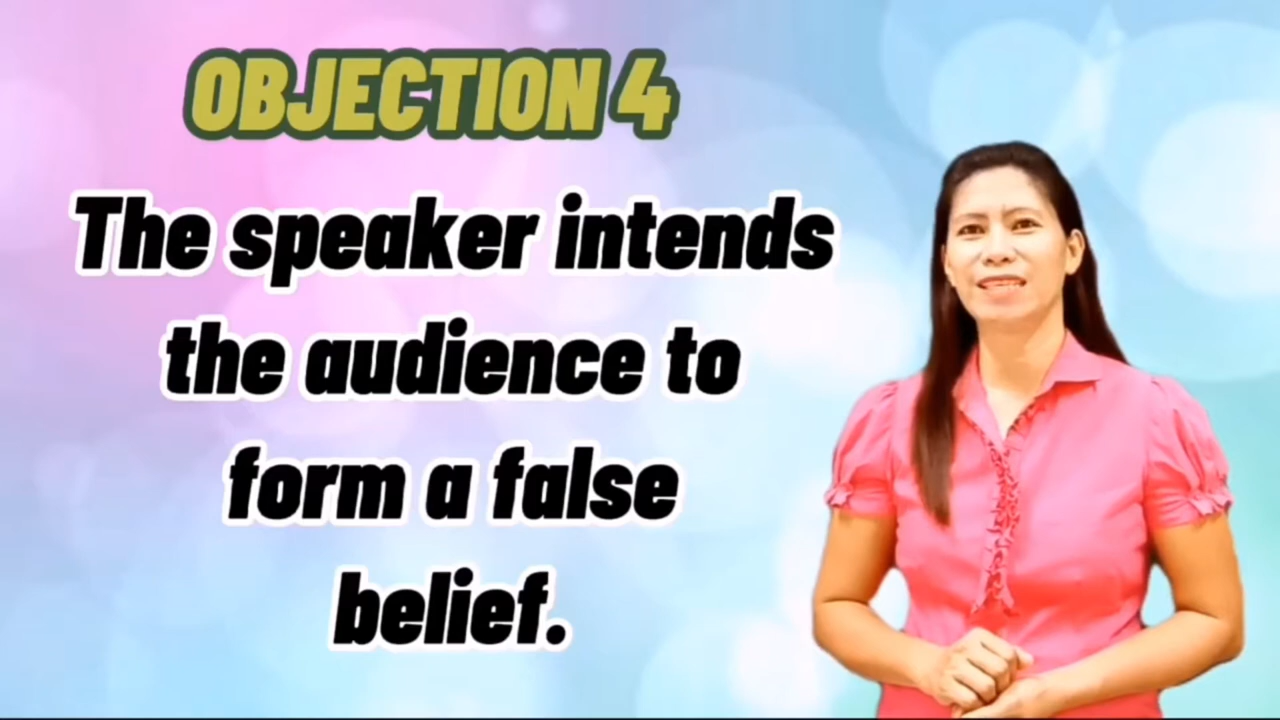 OBJECTION 4
The speaker intends
the audience to
form a false
belief.